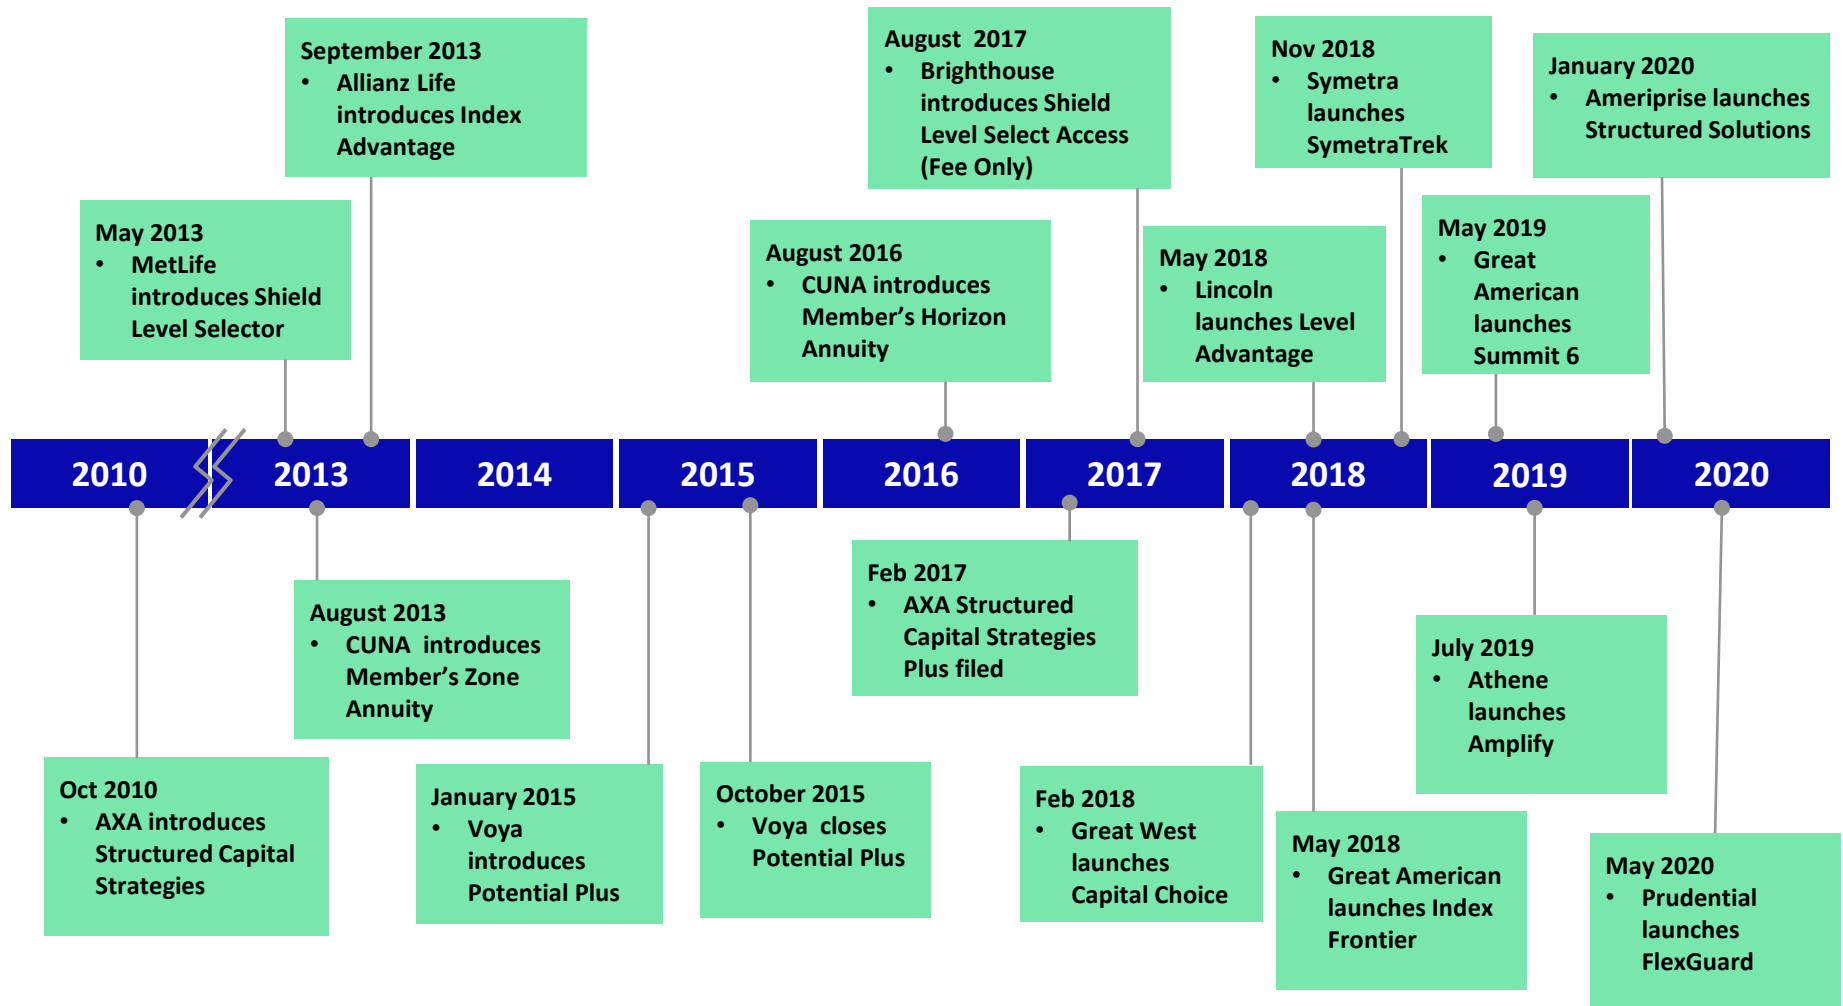 September 2013
• Allianz Life
introduces Index
Advantage
August  2017
• Brighthouse
introduces Shield
Level Select Access
(Fee Only)
Nov 2018
• Symetra
launches
SymetraTrek
January 2020
• Ameriprise launches
Structured Solutions
May 2013
• MetLife
introduces Shield
Level Selector
August 2016
• CUNA introduces
Member’s Horizon
Annuity
May 2018
• Lincoln
launches Level
Advantage
May 2019
• Great
American
launches
Summit 6
2010
2013
2014
2015
2016
2017
2018
2019
2020
August 2013
• CUNA  introduces
Member’s Zone
Annuity
Feb 2017
• AXA Structured
Capital Strategies
Plus filed
July 2019
• Athene
launches
Amplify
Oct 2010
• AXA introduces
Structured Capital
Strategies
January 2015
• Voya
introduces
Potential Plus
October 2015
• Voya  closes
Potential Plus
Feb 2018
• Great West
launches
Capital Choice
May 2018
• Great American
launches Index
Frontier
May 2020
• Prudential
launches
FlexGuard